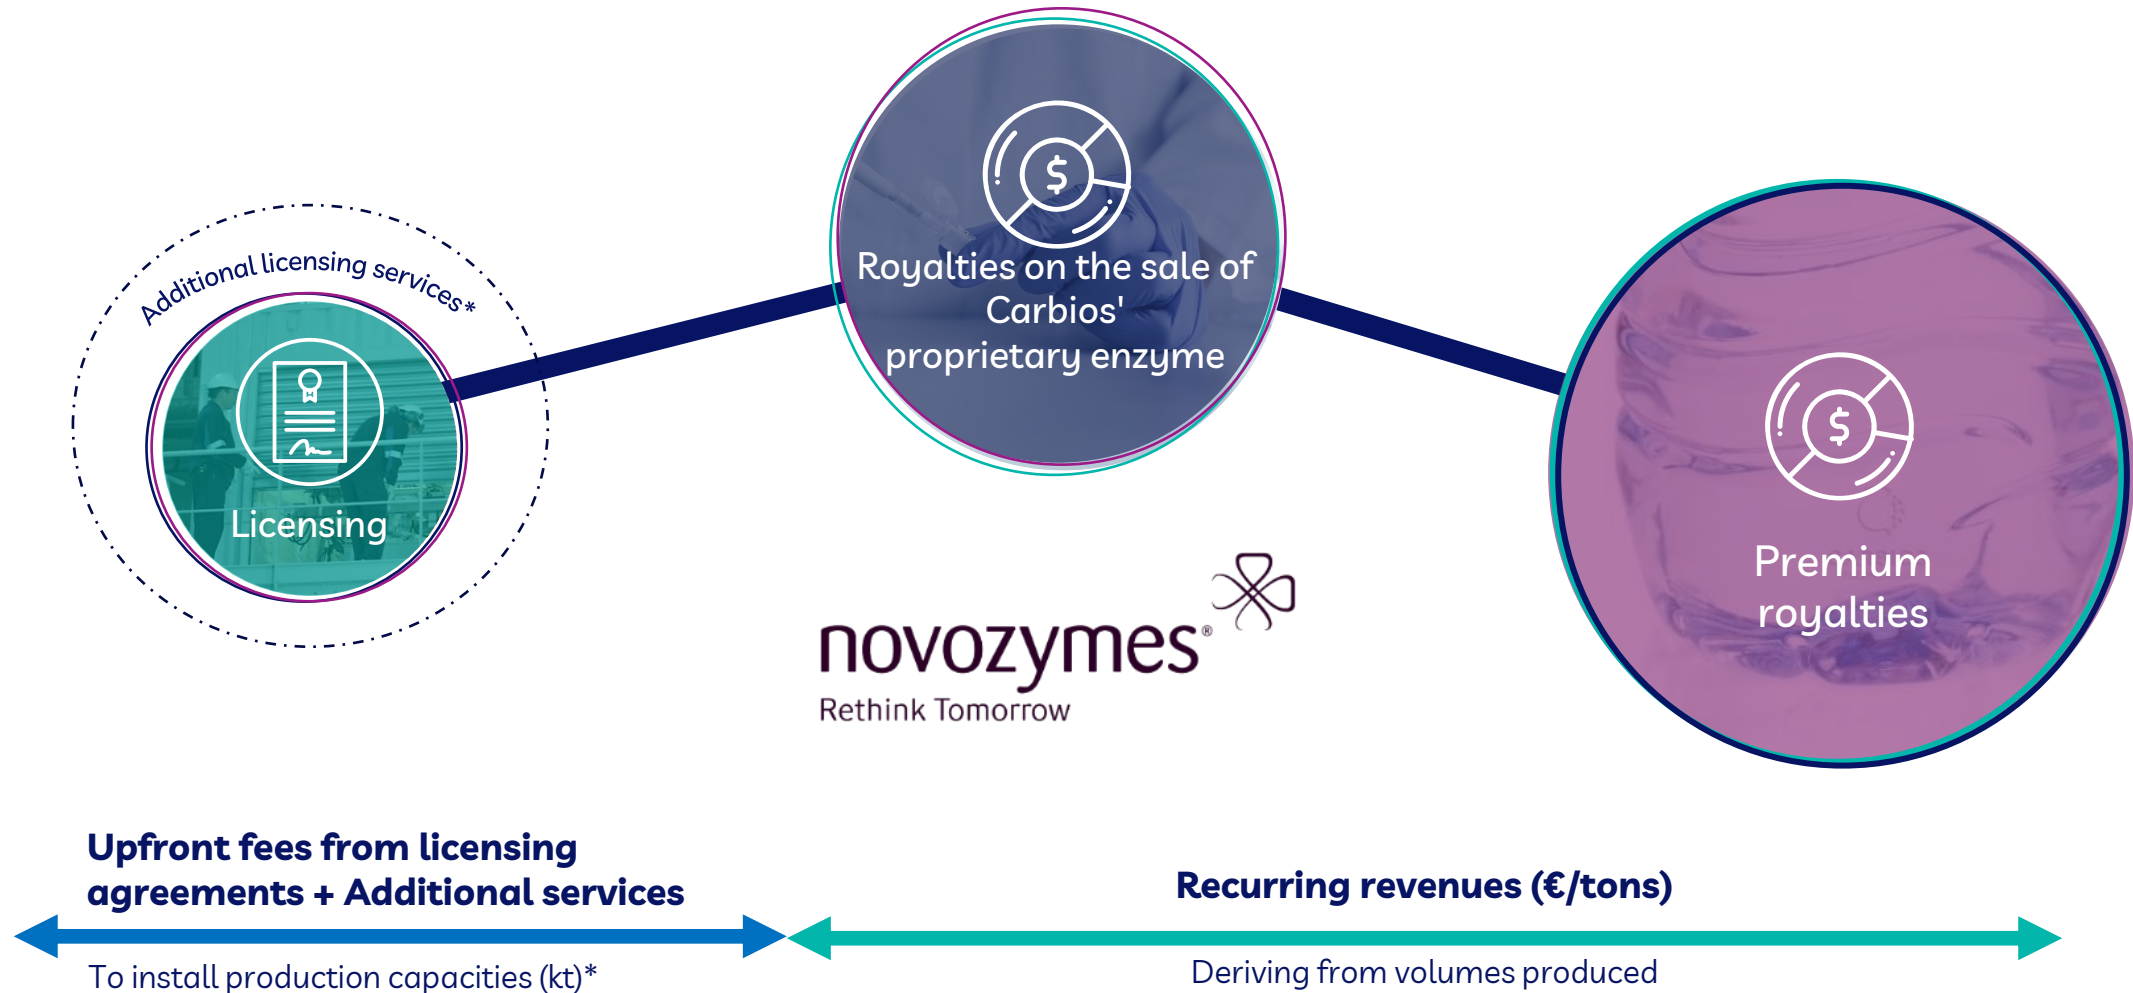 Additional licensing services*
Licensing
$
Royalties on the sale of
Carbios'
proprietary enzyme
$
Premium
royalties
novozymes®
Rethink Tomorrow
Upfront fees from licensing
agreements + Additional services
To install production capacities (kt)*
Recurring revenues (€/tons)
Deriving from volumes produced